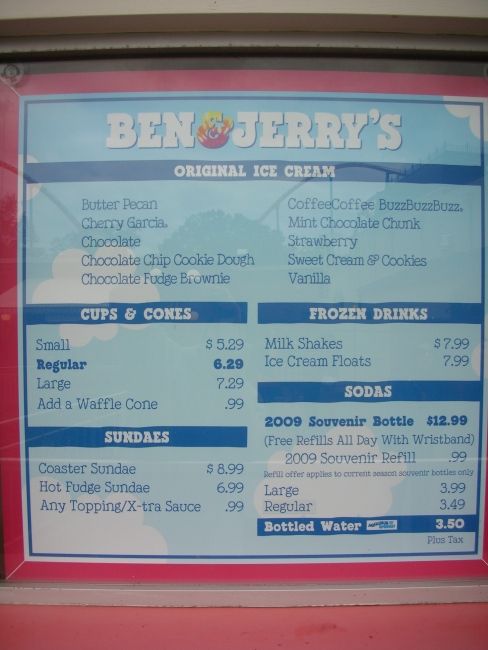 BEN & JERRY'S
ORIGINAL ICE CREAM
Butter Pecan
Cherry Garcia®
Chocolate
Chocolate Chip Cookie Dough
Chocolate Fudge Brownie
CoffeeCoffee BuzzBuzzBuzz®
Mint Chocolate Chunk
Strawberry
Sweet Cream & Cookies
Vanilla
CUPS & CONES
Small $5.29
Regular 6.29
Large 7.29
Add a Waffle Cone .99
SUNDAES
Coaster Sundae $8.99
Hot Fudge Sundae 6.99
Any Topping/X-tra Sauce .99
FROZEN DRINKS
Milk Shakes $7.99
Ice Cream Floats 7.99
SODAS
2009 Souvenir Bottle $12.99
(Free Refills All Day With Wristband)
2009 Souvenir Refill .99
Refill offer applies to current season souvenir bottles only
Large 3.99
Regular 3.49
Bottled Water 3.50
Plus Tax